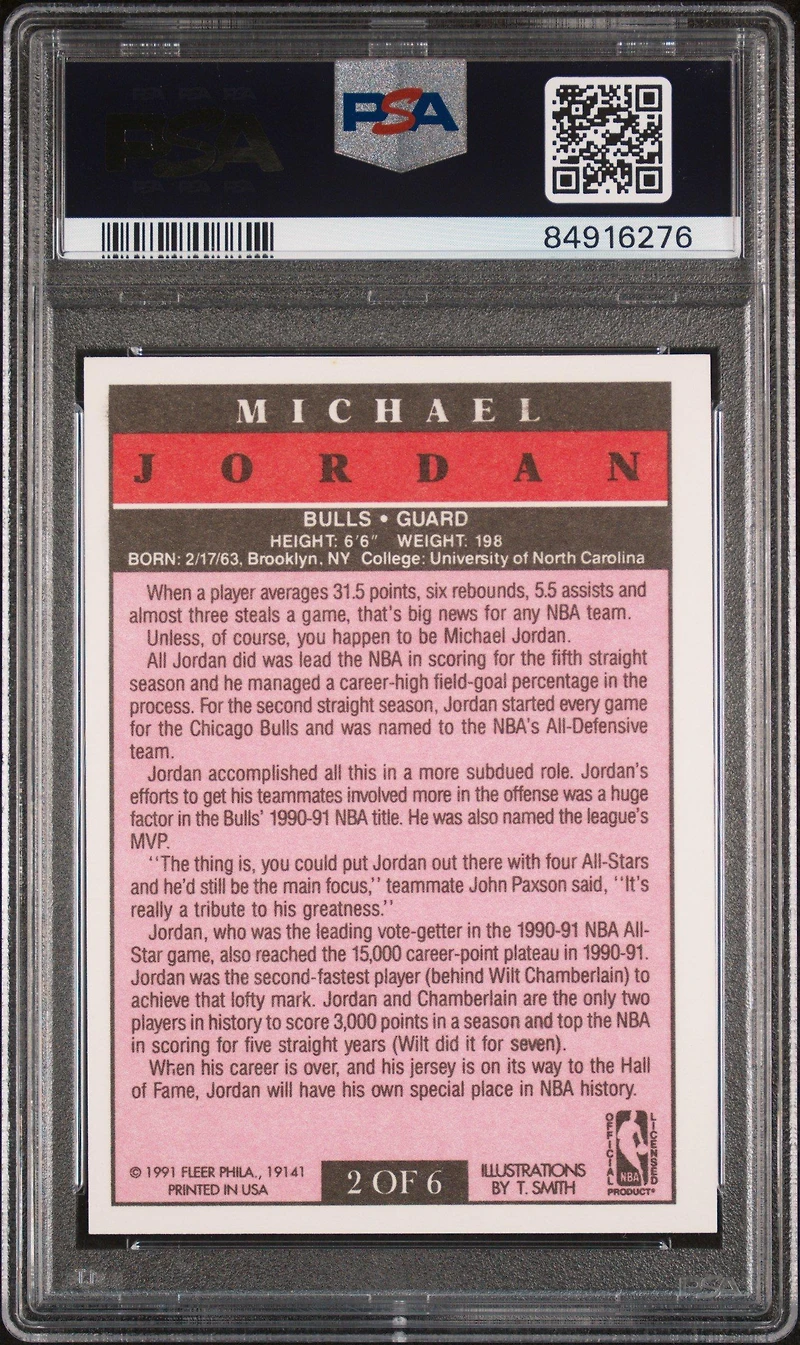 PSA
84916276
MICHAEL
JORDAN
BULLS • GUARD
HEIGHT: 6'6" WEIGHT: 198
BORN: 2/17/63, Brooklyn, NY College: University of North Carolina
When a player averages 31.5 points, six rebounds, 5.5 assists and
almost three steals a game, that's big news for any NBA team.
Unless, of course, you happen to be Michael Jordan.
All Jordan did was lead the NBA in scoring for the fifth straight
season and he managed a career-high field-goal percentage in the
process. For the second straight season, Jordan started every game
for the Chicago Bulls and was named to the NBA's All-Defensive
team.
Jordan accomplished all this in a more subdued role. Jordan's
efforts to get his teammates involved more in the offense was a huge
factor in the Bulls' 1990-91 NBA title. He was also named the league's
MVP.
"The thing is, you could put Jordan out there with four All-Stars
and he'd still be the main focus," teammate John Paxson said, "It's
really a tribute to his greatness."
Jordan, who was the leading vote-getter in the 1990-91 NBA All-
Star game, also reached the 15,000 career-point plateau in 1990-91.
Jordan was the second-fastest player (behind Wilt Chamberlain) to
achieve that lofty mark. Jordan and Chamberlain are the only two
players in history to score 3,000 points in a season and top the NBA
in scoring for five straight years (Wilt did it for seven).
When his career is over, and his jersey is on its way to the Hall
of Fame, Jordan will have his own special place in NBA history.
© 1991 FLEER PHILA., 19141
PRINTED IN USA
2 OF 6
ILLUSTRATIONS
BY T. SMITH
OFFICIAL
LICENSED
NBA
PRODUCT®
PSA